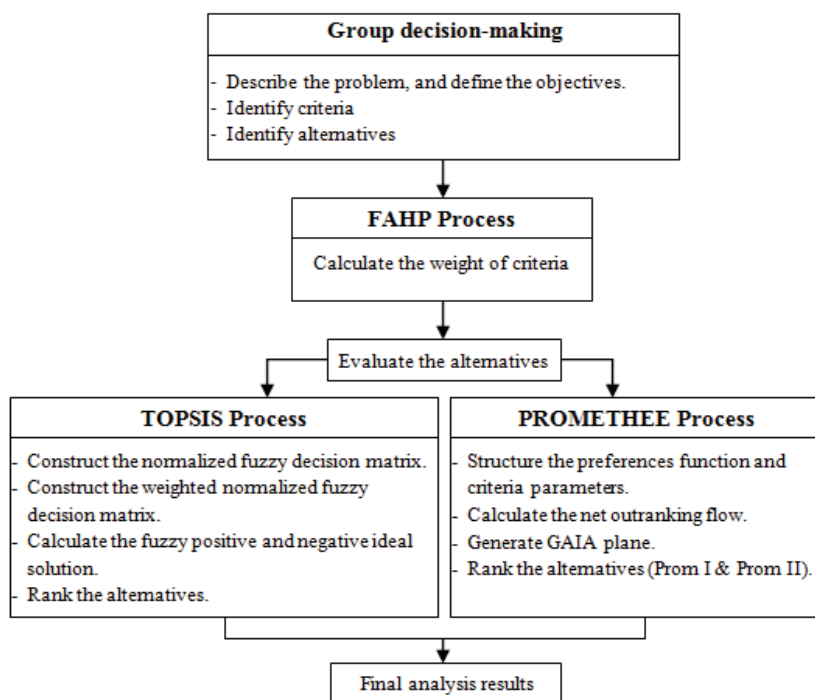 Group decision-making
- Describe the problem, and define the objectives.
- Identify criteria
- Identify alternatives
FAHP Process
Calculate the weight of criteria
Evaluate the alternatives
TOPSIS Process
- Construct the normalized fuzzy decision matrix.
- Construct the weighted normalized fuzzy
decision matrix.
- Calculate the fuzzy positive and negative ideal
solution.
- Rank the alternatives.
PROMETHEE Process
- Structure the preferences function and
criteria parameters.
- Calculate the net outranking flow.
- Generate GAIA plane.
- Rank the alternatives (Prom I & Prom II).
Final analysis results